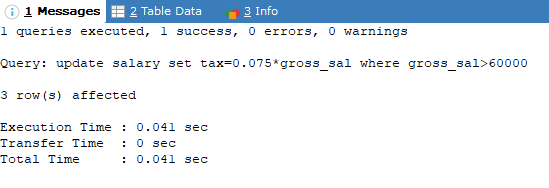 1 Messages 2 Table Data 3 Info
1 queries executed, 1 success, 0 errors, 0 warnings
Query: update salary set tax=0.075*gross_sal where gross_sal>60000
3 row(s) affected
Execution Time : 0.041 sec
Transfer Time  : 0 sec
Total Time     : 0.041 sec